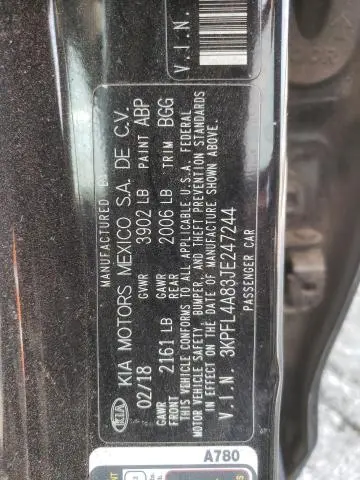 MANUFACTURED BY
KIA KIA MOTORS MEXICO S.A. DE C.V.
02/18 GVWR 3902 LB PAINT ABP
GAWR FRONT 2161 LB GAWR REAR 2006 LB TRIM BGG
THIS VEHICLE CONFORMS TO ALL APPLICABLE U.S.A. FEDERAL
MOTOR VEHICLE SAFETY, BUMPER, AND THEFT PREVENTION STANDARDS
IN EFFECT ON THE DATE OF MANUFACTURE SHOWN ABOVE.
V.I.N. 3KPFL4A83JE247244
PASSENGER CAR
V.I.N.
A780